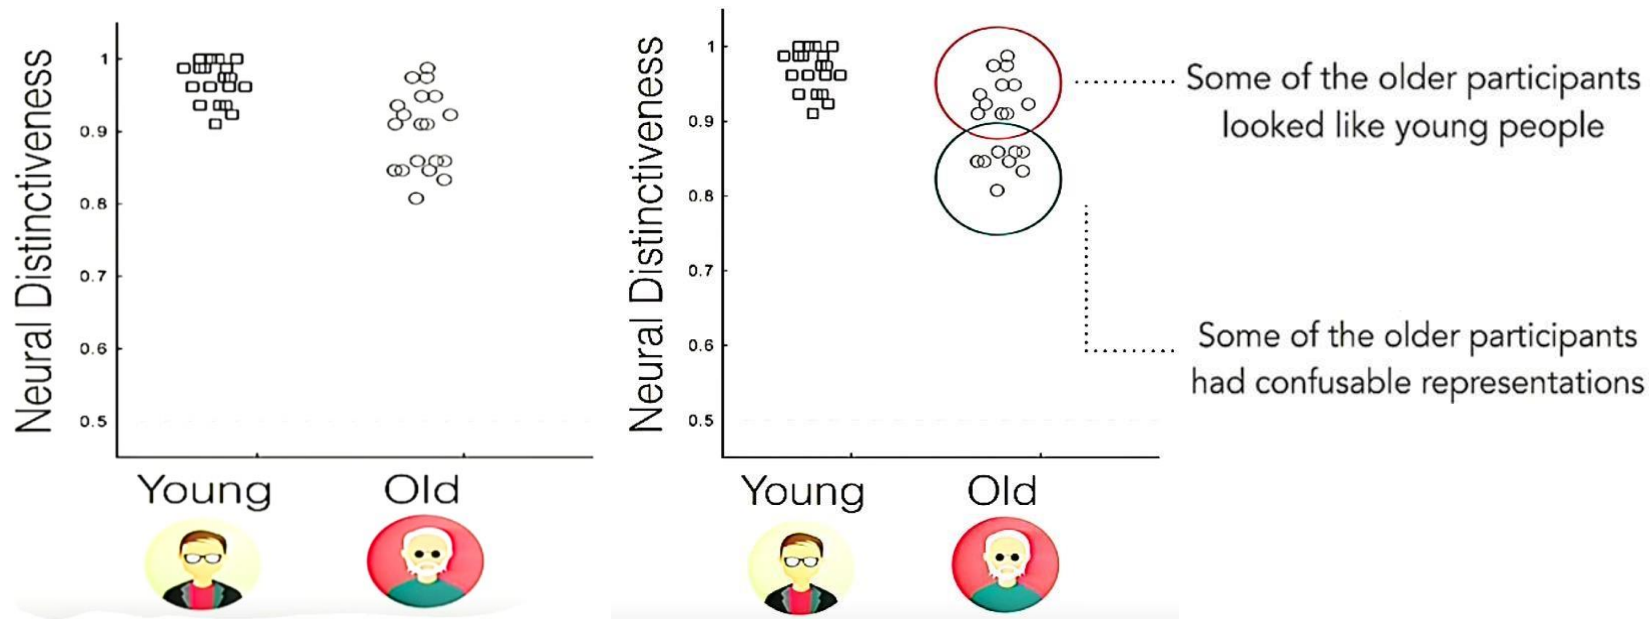 Neural Distinctiveness
1
0.9
0.8
0.7
0.6
0.5
Young
Old
Neural Distinctiveness
1
0.9
0.8
0.7
0.6
0.5
Young
Old
Some of the older participants
looked like young people
Some of the older participants
had confusable representations